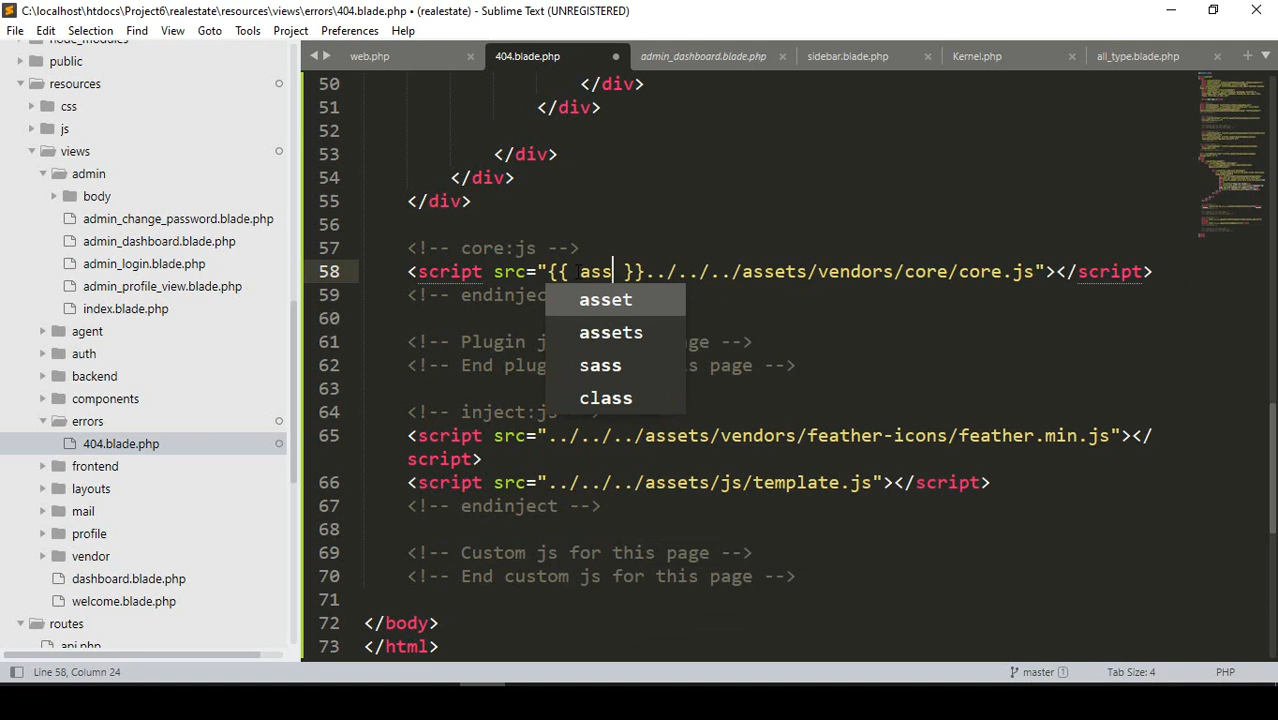 C:\localhost\htdocs\Project6\realestate\resources\views\errors\404.blade.php • (realestate) - Sublime Text (UNREGISTERED)
File Edit Selection Find View Goto Tools Project Preferences Help
web.php 404.blade.php admin_dashboard.blade.php sidebar.blade.php Kernel.php all_type.blade.php
public
resources
css
js
views
admin
body
admin_change_password.blade.php
admin_dashboard.blade.php
admin_login.blade.php
admin_profile_view.blade.php
index.blade.php
agent
auth
backend
components
errors
404.blade.php
frontend
layouts
mail
profile
vendor
dashboard.blade.php
welcome.blade.php
routes
api.php
50 </div>
51 </div>
52
53 </div>
54 </div>
55 </div>
56
57 <!-- core:js -->
58 <script src="{{ ass }}../../../assets/vendors/core/core.js"></script>
59 <!-- endinjec
60
61 <!-- Plugin j page -->
62 <!-- End plug s page -->
63
64 <!-- inject:js
65 <script src="../../../assets/vendors/feather-icons/feather.min.js"></
script>
66 <script src="../../../assets/js/template.js"></script>
67 <!-- endinject -->
68
69 <!-- Custom js for this page -->
70 <!-- End custom js for this page -->
71
72 </body>
73 </html>
asset
assets
sass
class
Line 58, Column 24 master 1 Tab Size: 4 PHP